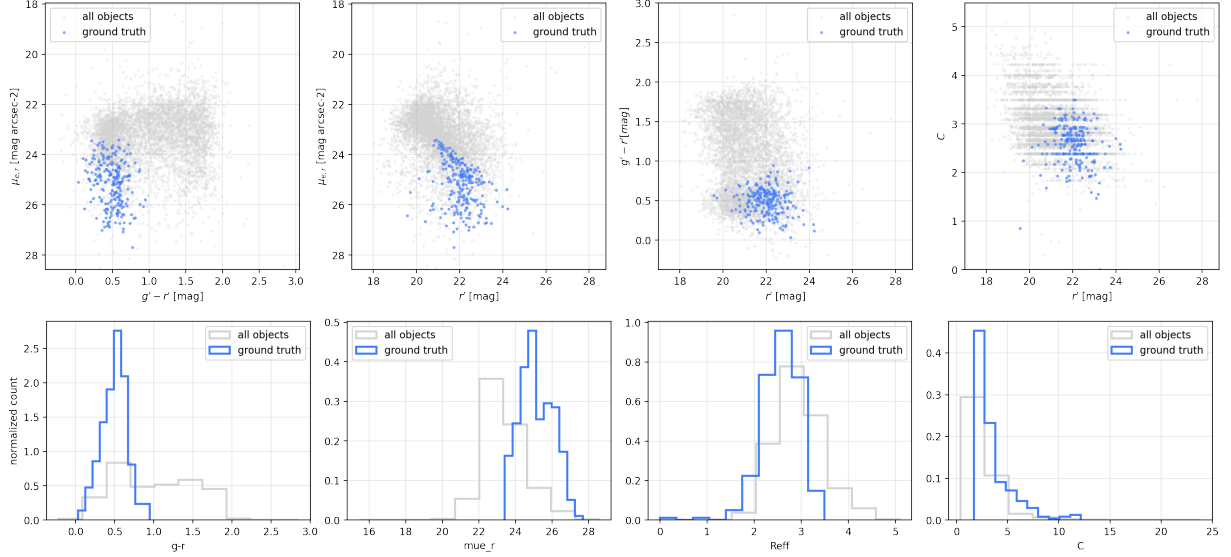 18
20
22
24
26
28
μe,r [mag arcsec-2]
0.0 0.5 1.0 1.5 2.0 2.5 3.0
g' − r' [mag]
all objects
ground truth
18
20
22
24
26
28
μe,r [mag arcsec-2]
18 20 22 24 26 28
r' [mag]
all objects
ground truth
3.0
2.5
2.0
1.5
1.0
0.5
0.0
g' − r'[mag]
18 20 22 24 26 28
r' [mag]
all objects
ground truth
5
4
3
2
1
0
C
18 20 22 24 26 28
r' [mag]
all objects
ground truth
2.5
2.0
1.5
1.0
0.5
0.0
normalized count
0.0 0.5 1.0 1.5 2.0 2.5 3.0
g-r
all objects
ground truth
0.5
0.4
0.3
0.2
0.1
0.0
16 18 20 22 24 26 28
mue_r
all objects
ground truth
1.0
0.8
0.6
0.4
0.2
0.0
0 1 2 3 4 5
Reff
all objects
ground truth
0.4
0.3
0.2
0.1
0.0
0 5 10 15 20 25
C
all objects
ground truth